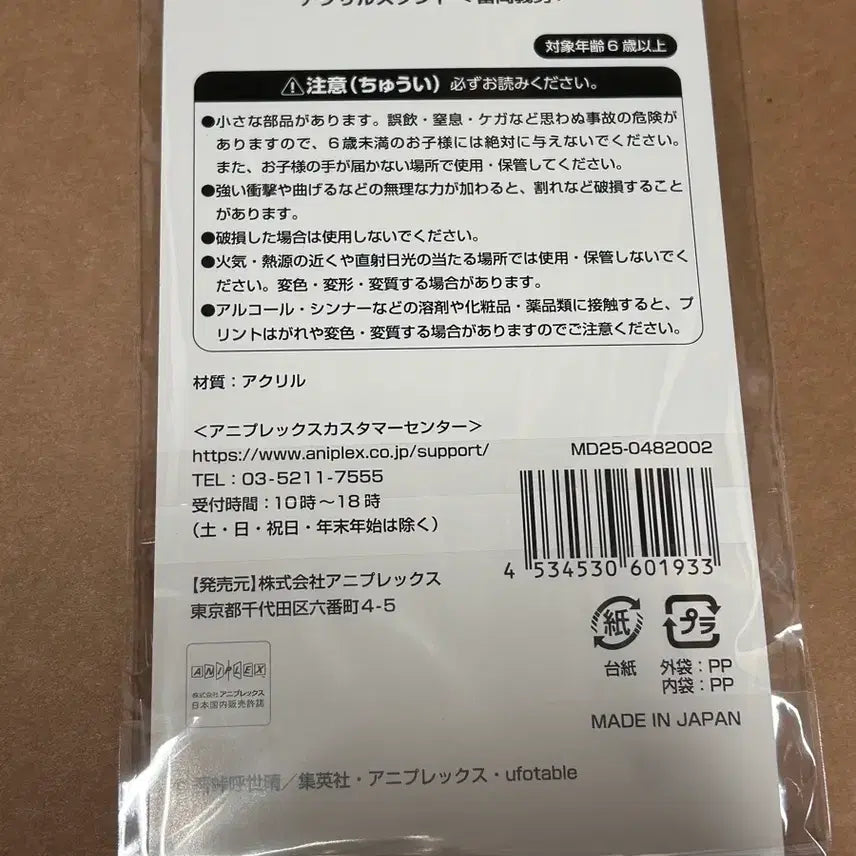 アクリルスタンド<冨岡義勇>
対象年齢6歳以上
注意(ちゅうい) 必ずお読みください。
●小さな部品があります。誤飲・窒息・ケガなど思わぬ事故の危険が
ありますので、6歳未満のお子様には絶対に与えないでください。
また、お子様の手が届かない場所で使用・保管してください。
●強い衝撃や曲げるなどの無理な力が加わると、割れなど破損すること
があります。
●破損した場合は使用しないでください。
●火気・熱源の近くや直射日光の当たる場所では使用・保管しないでく
ださい。変色・変形・変質する場合があります。
●アルコール・シンナーなどの溶剤や化粧品・薬品類に接触すると、プ
リントはがれや変色・変質する場合がありますのでご注意ください。
材質:アクリル
<アニプレックスカスタマーセンター>
https://www.aniplex.co.jp/support/
TEL:03-5211-7555
受付時間:10時~18時
(土・日・祝日・年末年始は除く)
MD25-0482002
4 534530 601933
【発売元】株式会社アニプレックス
東京都千代田区六番町4-5
紙
プラ
台紙
外袋:PP
内袋:PP
ANIPLEX
株式会社アニプレックス
日本国内販売許諾
MADE IN JAPAN
© 吾峠呼世晴/集英社・アニプレックス・ufotable